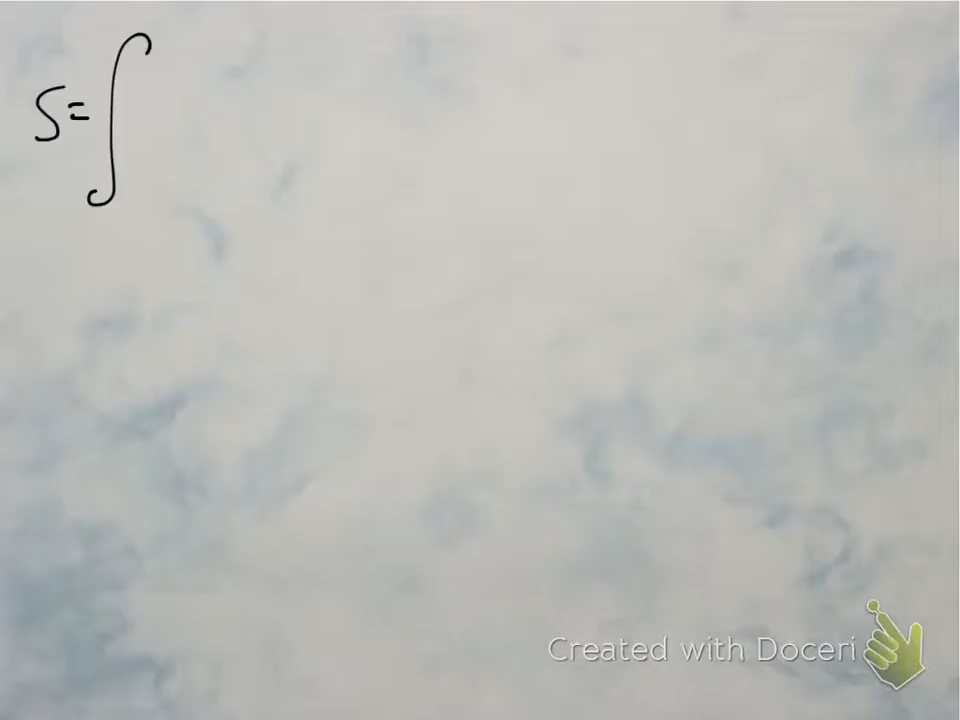 S = ∫
Created with Doceri